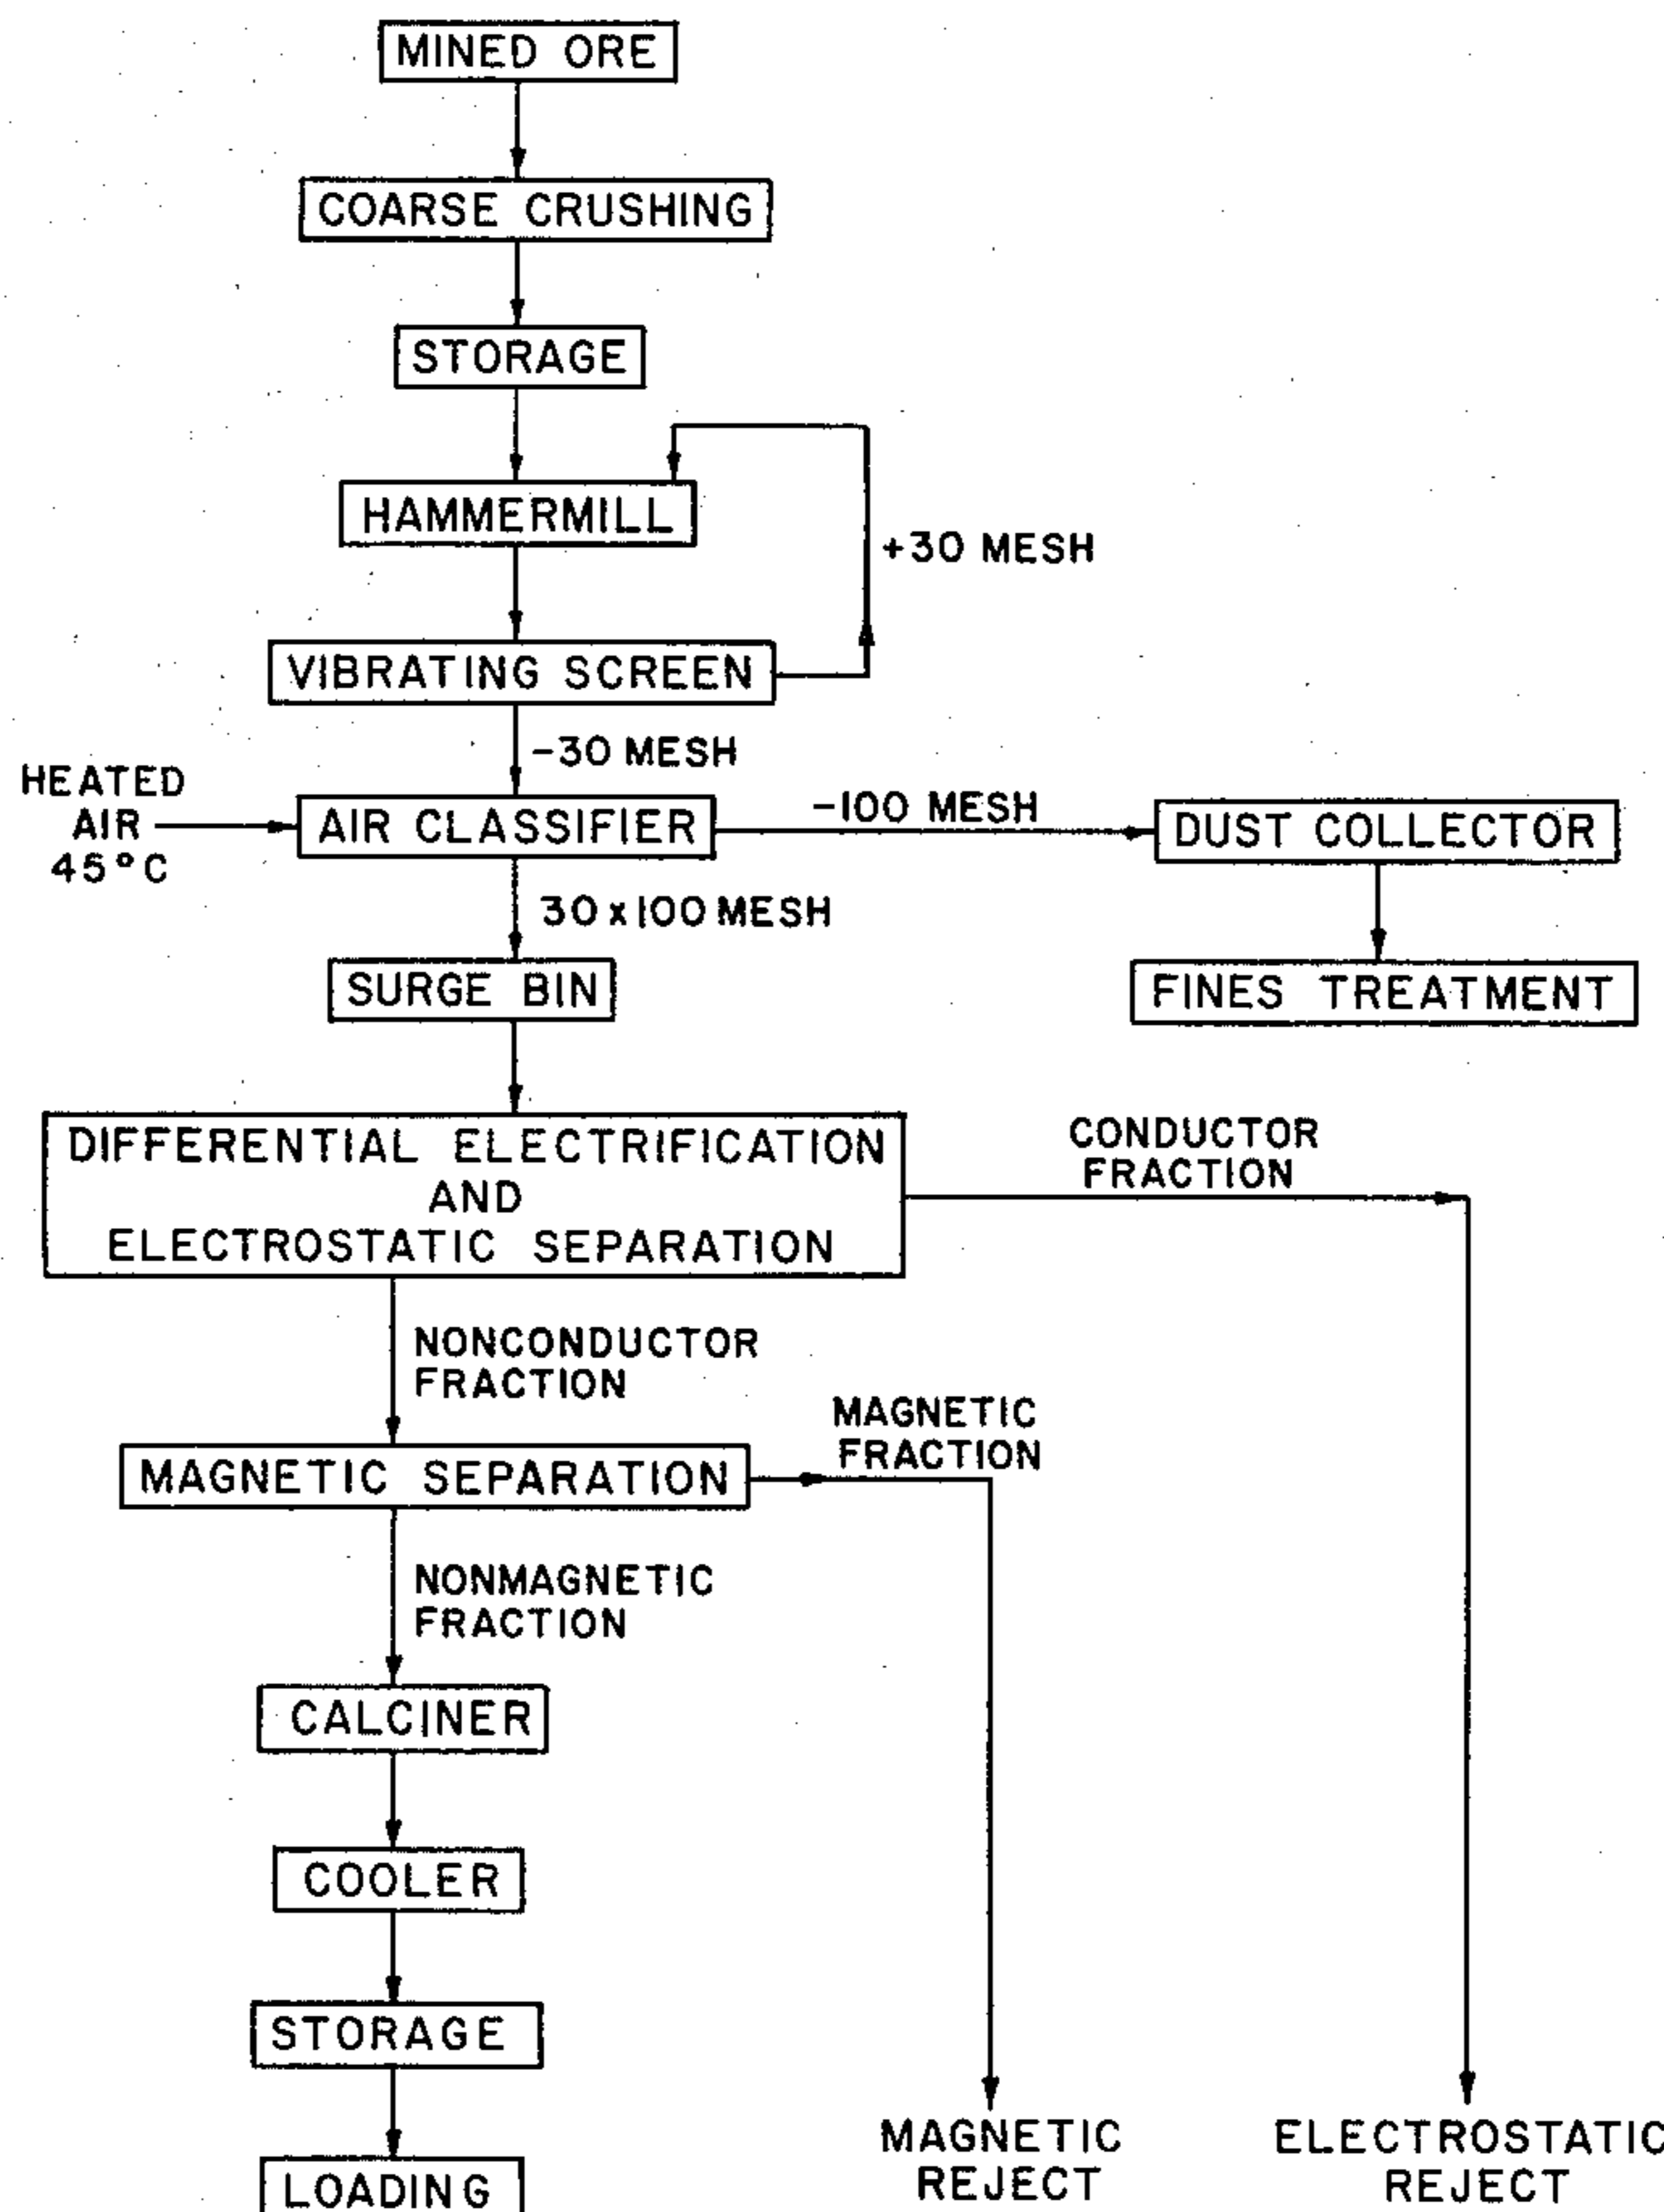 MINED ORE
COARSE CRUSHING
STORAGE
HAMMERMILL
+30 MESH
VIBRATING SCREEN
-30 MESH
HEATED
AIR
45°C
AIR CLASSIFIER
-100 MESH
DUST COLLECTOR
30x100 MESH
SURGE BIN
FINES TREATMENT
DIFFERENTIAL ELECTRIFICATION
AND
ELECTROSTATIC SEPARATION
CONDUCTOR
FRACTION
NONCONDUCTOR
FRACTION
MAGNETIC SEPARATION
MAGNETIC
FRACTION
NONMAGNETIC
FRACTION
CALCINER
COOLER
STORAGE
LOADING
MAGNETIC
REJECT
ELECTROSTATIC
REJECT